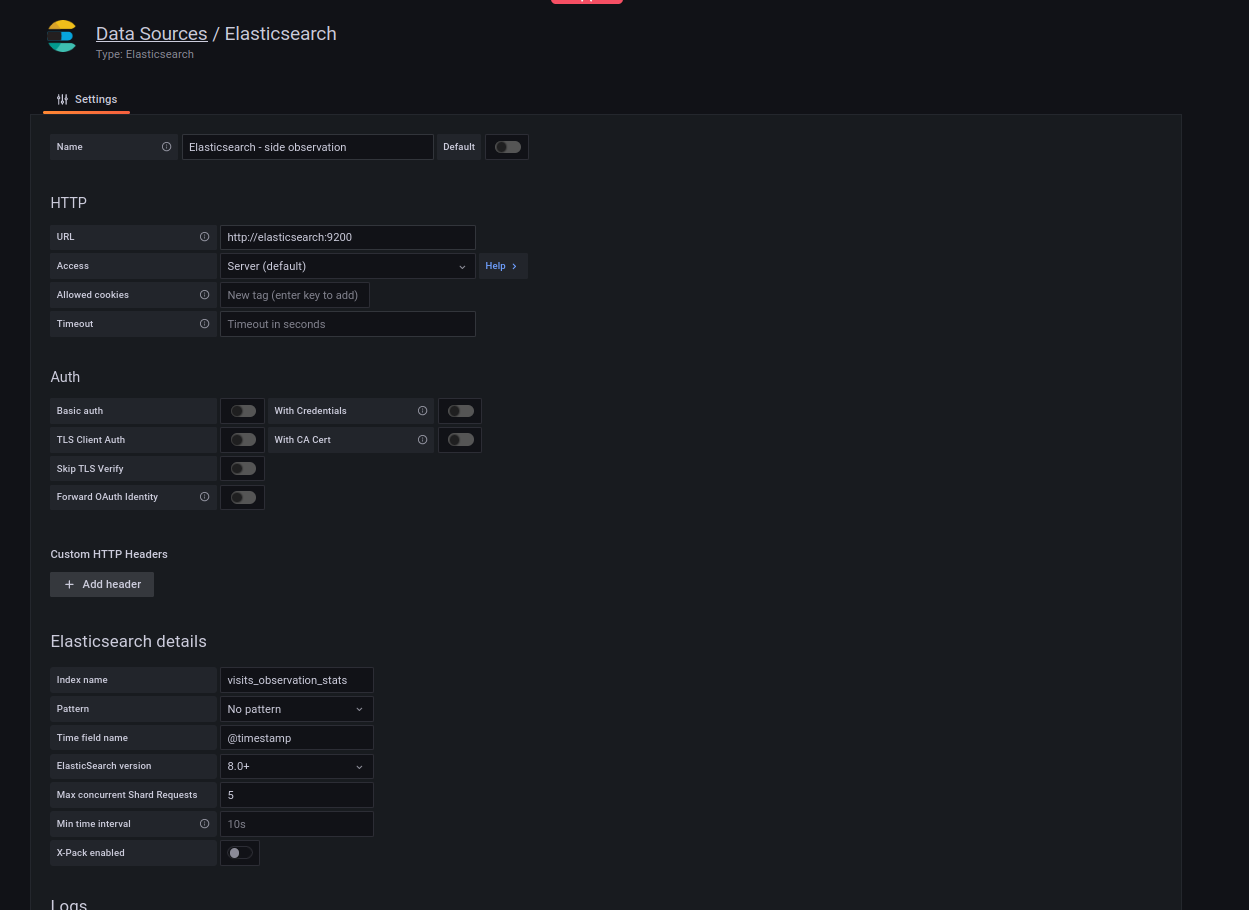 Data Sources / Elasticsearch
Type: Elasticsearch
Settings
Name Elasticsearch - side observation Default
HTTP
URL http://elasticsearch:9200
Access Server (default) Help >
Allowed cookies New tag (enter key to add)
Timeout Timeout in seconds
Auth
Basic auth With Credentials
TLS Client Auth With CA Cert
Skip TLS Verify
Forward OAuth Identity
Custom HTTP Headers
+ Add header
Elasticsearch details
Index name visits_observation_stats
Pattern No pattern
Time field name @timestamp
ElasticSearch version 8.0+
Max concurrent Shard Requests 5
Min time interval 10s
X-Pack enabled
Logs